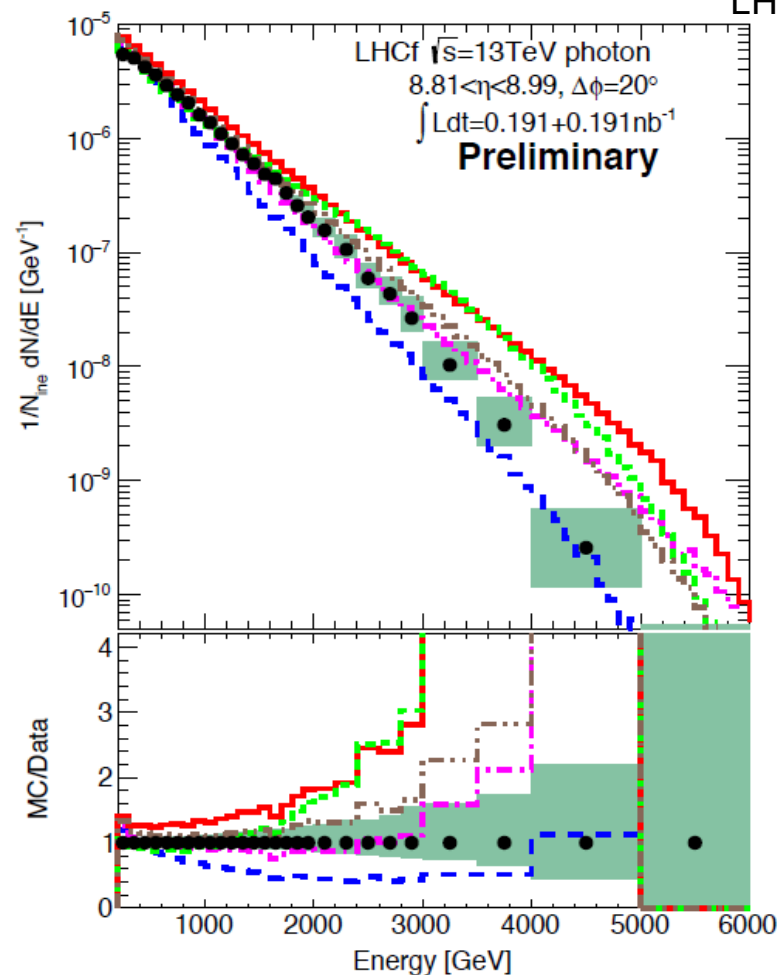 LH
LHCf √s=13TeV photon
8.81<η<8.99, Δϕ=20°
∫Ldt=0.191+0.191nb⁻¹
Preliminary
1/N_ine dN/dE [GeV⁻¹]
10⁻⁵
10⁻⁶
10⁻⁷
10⁻⁸
10⁻⁹
10⁻¹⁰
MC/Data
4
3
2
1
0
1000 2000 3000 4000 5000 6000
Energy [GeV]